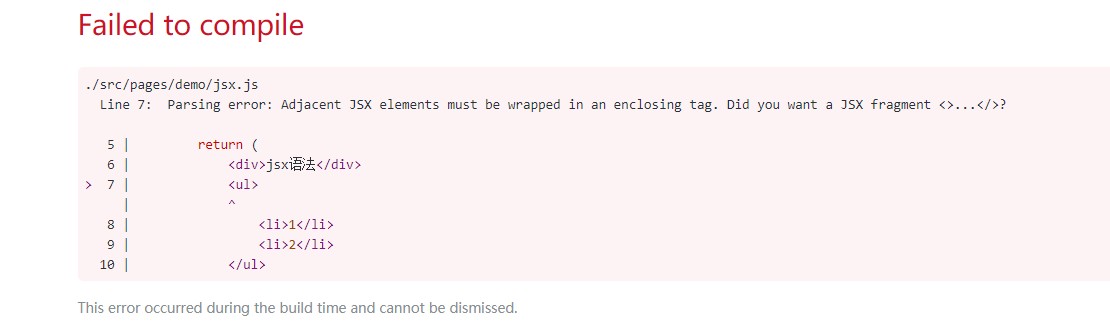 Failed to compile
./src/pages/demo/jsx.js
  Line 7:  Parsing error: Adjacent JSX elements must be wrapped in an enclosing tag. Did you want a JSX fragment <>...</>?
   5 |         return (
   6 |             <div>jsx语法</div>
>  7 |             <ul>
     |             ^
   8 |                 <li>1</li>
   9 |                 <li>2</li>
  10 |             </ul>
This error occurred during the build time and cannot be dismissed.